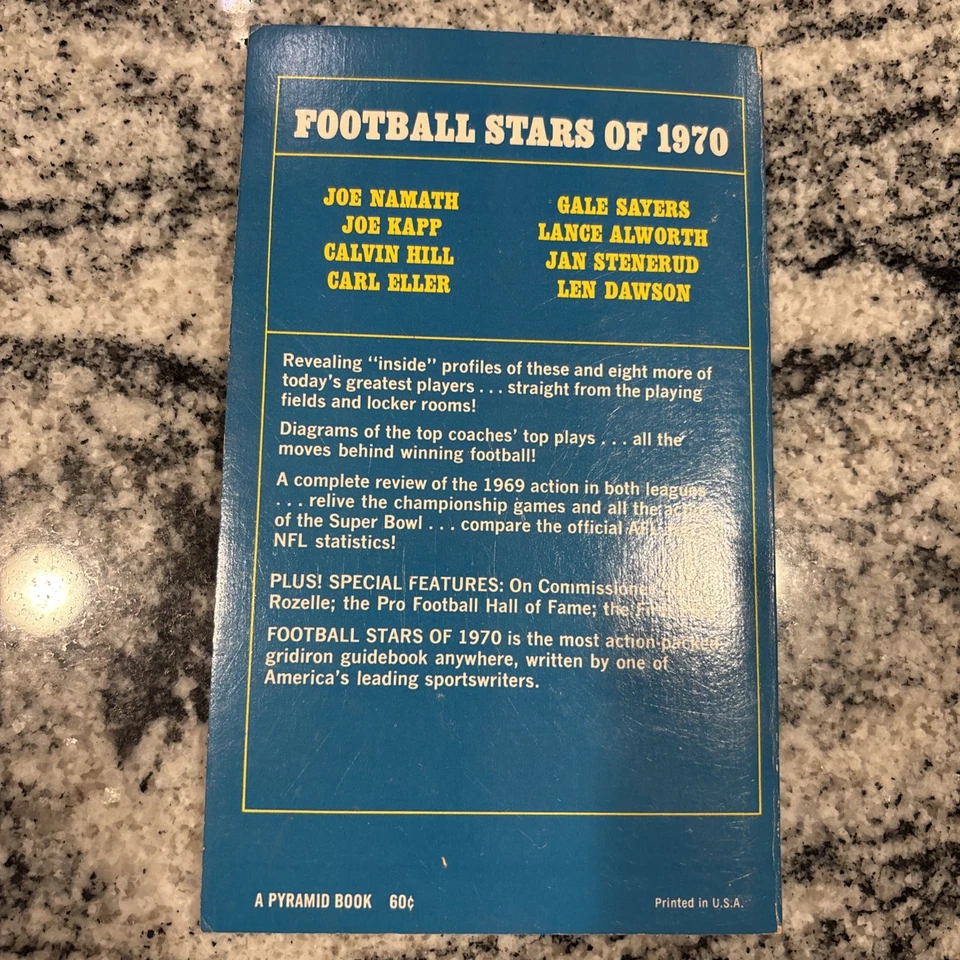 FOOTBALL STARS OF 1970
JOE NAMATH
JOE KAPP
CALVIN HILL
CARL ELLER
GALE SAYERS
LANCE ALWORTH
JAN STENERUD
LEN DAWSON
Revealing “inside” profiles of these and eight more of
today’s greatest players . . . straight from the playing
fields and locker rooms!
Diagrams of the top coaches’ top plays . . . all the
moves behind winning football!
A complete review of the 1969 action in both leagues
. . . relive the championship games and all the action
of the Super Bowl . . . compare the official
NFL statistics!
PLUS! SPECIAL FEATURES: On Commissioner
Rozelle; the Pro Football Hall of Fame; the
FOOTBALL STARS OF 1970 is the most action-packed
gridiron guidebook anywhere, written by one of
America’s leading sportswriters.
A PYRAMID BOOK 60¢
Printed in U.S.A.